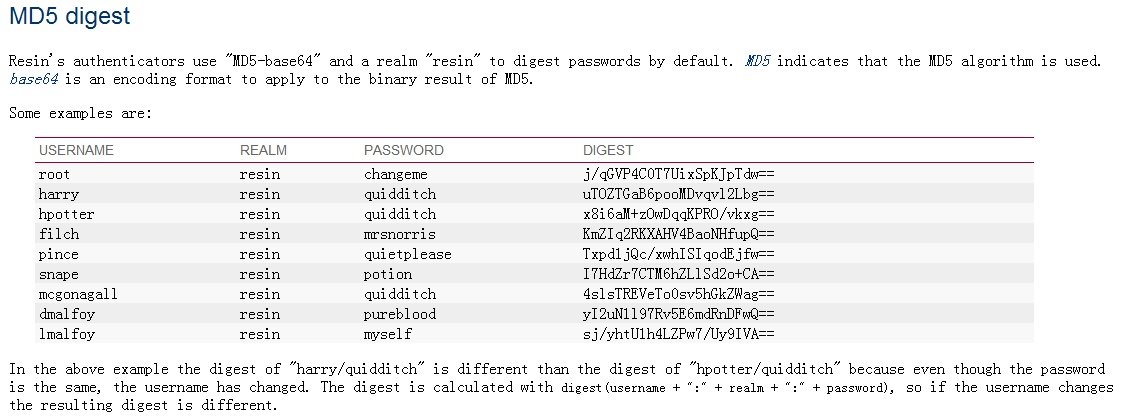 MD5 digest
Resin's authenticators use "MD5-base64" and a realm "resin" to digest passwords by default. MD5 indicates that the MD5 algorithm is used.
base64 is an encoding format to apply to the binary result of MD5.
Some examples are:
USERNAME REALM PASSWORD DIGEST
root resin changeme j/qGVP4C0T7UixSpKJpTdw==
harry resin quidditch uTOZTGaB6pooMDvqvl2Lbg==
hpotter resin quidditch x8i6aM+zOwDqqKPRO/vkxg==
filch resin mrsnorris KmZIq2RKXAHV4BaoNHfupQ==
pince resin quietplease Txpd1jQc/xwhISIqodEjfw==
snape resin potion I7HdZr7CTM6hZLlSd2o+CA==
mcgonagall resin quidditch 4slsTREVeTo0sv5hGkZWag==
dmalfoy resin pureblood yI2uN1l97Rv5E6mdRnDFwQ==
lmalfoy resin myself sj/yhtU1h4LZPw7/Uy9IVA==
In the above example the digest of "harry/quidditch" is different than the digest of "hpotter/quidditch" because even though the password
is the same, the username has changed. The digest is calculated with digest(username + ":" + realm + ":" + password), so if the username changes
the resulting digest is different.